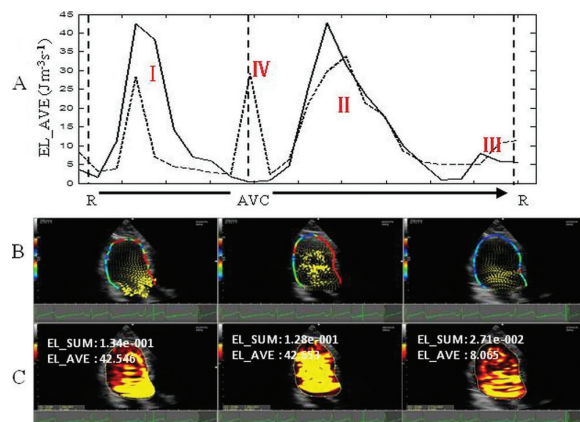 A
EL_AVE (Jm-3s-1)
45
40
35
30
25
20
15
10
5
0
I
IV
II
III
R
AVC
R
B
C
EL_SUM: 1.34e-001
EL_AVE : 42.546
EL_SUM: 1.28e-001
EL_SUM: 2.71e-002
EL_AVE : 8.065